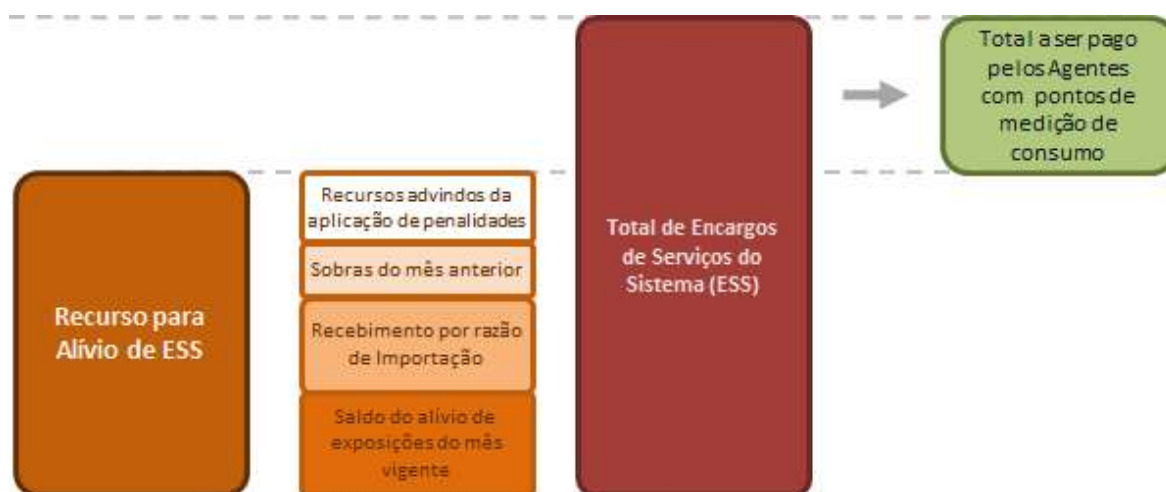 Recurso para
Alívio de ESS
Recursos advindos da
aplicação de penalidades
Sobras do mês anterior
Recebimento por razão
de Importação
Saldo do alívio de
exposições do mês
vigente
Total de Encargos
de Serviços do
Sistema (ESS)
Total a ser pago
pelos Agentes
com pontos de
medição de
consumo